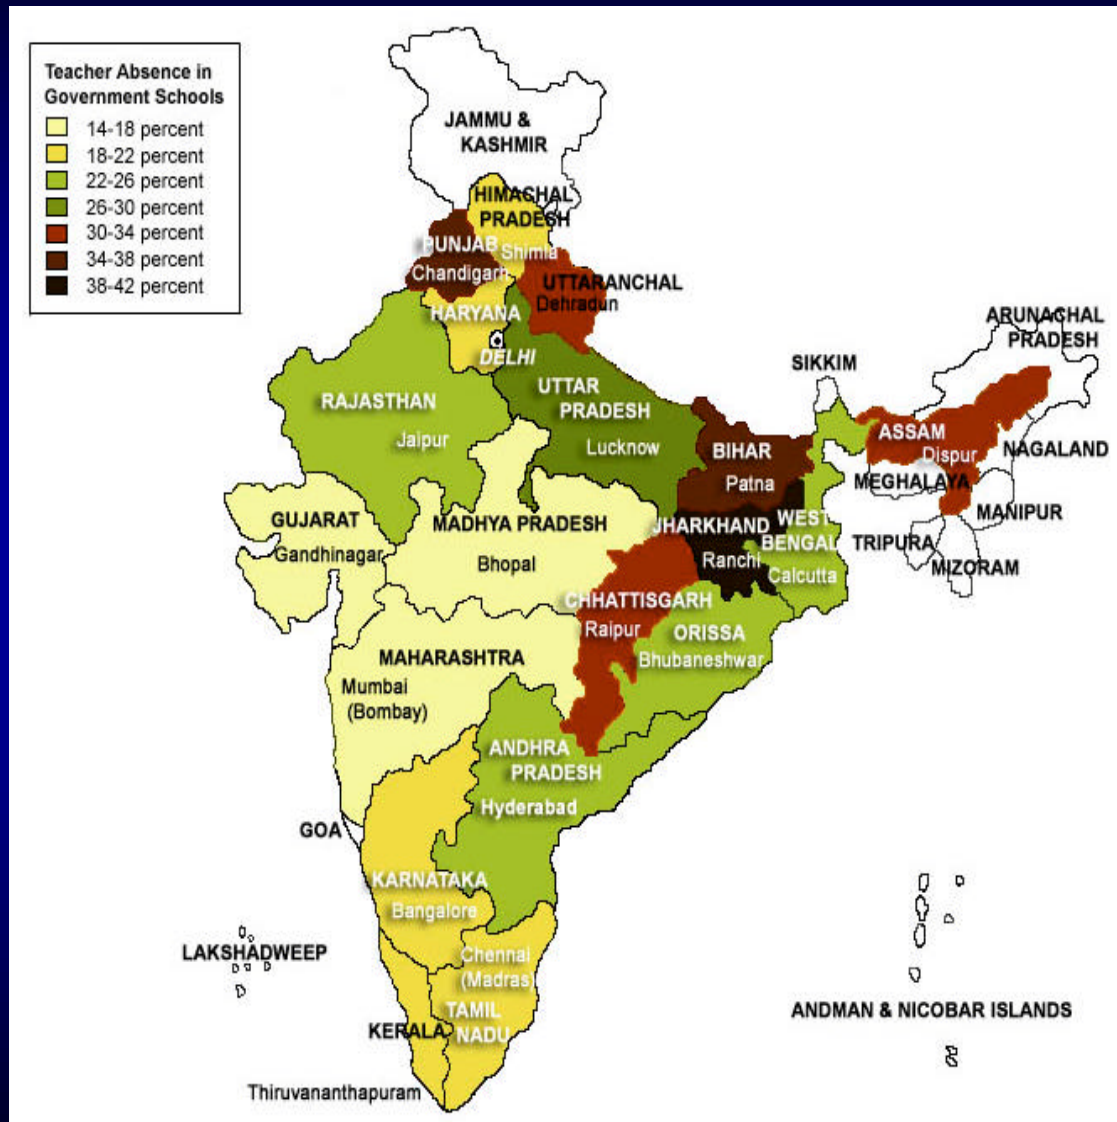 Teacher Absence in
Government Schools
14-18 percent
18-22 percent
22-26 percent
26-30 percent
30-34 percent
34-38 percent
38-42 percent
JAMMU &
KASHMIR
HIMACHAL
PRADESH
Shimla
PUNJAB
Chandigarh
UTTARANCHAL
Dehradun
HARYANA
DELHI
ARUNACHAL
PRADESH
SIKKIM
UTTAR
PRADESH
Lucknow
RAJASTHAN
Jaipur
BIHAR
Patna
ASSAM
Dispur
NAGALAND
MEGHALAYA
MANIPUR
TRIPURA
MIZORAM
GUJARAT
Gandhinagar
MADHYA PRADESH
Bhopal
JHARKHAND
Ranchi
WEST
BENGAL
Calcutta
CHHATTISGARH
Raipur
ORISSA
Bhubaneshwar
MAHARASHTRA
Mumbai
(Bombay)
ANDHRA
PRADESH
Hyderabad
GOA
KARNATAKA
Bangalore
LAKSHADWEEP
Chennai
(Madras)
TAMIL
NADU
KERALA
Thiruvananthapuram
ANDMAN & NICOBAR ISLANDS